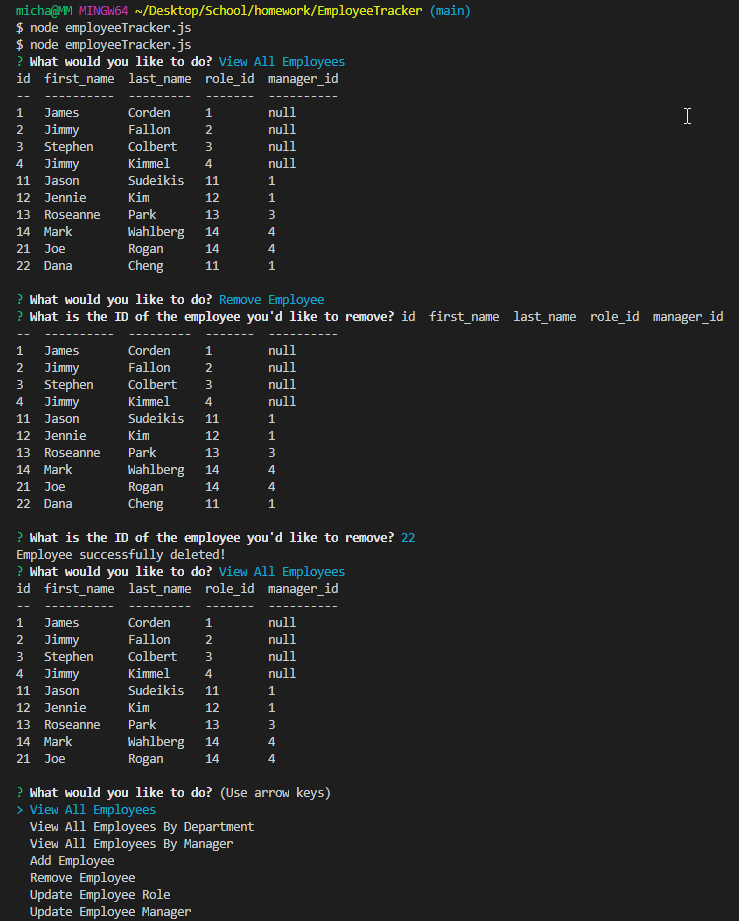 micha@MM MINGW64 ~/Desktop/School/homework/EmployeeTracker (main)
$ node employeeTracker.js
$ node employeeTracker.js
? What would you like to do? View All Employees
id  first_name  last_name  role_id  manager_id
--  ----------  ---------  -------  ----------
1   James       Corden     1        null
2   Jimmy       Fallon     2        null
3   Stephen     Colbert    3        null
4   Jimmy       Kimmel     4        null
11  Jason       Sudeikis   11       1
12  Jennie      Kim        12       1
13  Roseanne    Park       13       3
14  Mark        Wahlberg   14       4
21  Joe         Rogan      14       4
22  Dana        Cheng      11       1

? What would you like to do? Remove Employee
? What is the ID of the employee you'd like to remove? id  first_name  last_name  role_id  manager_id
--  ----------  ---------  -------  ----------
1   James       Corden     1        null
2   Jimmy       Fallon     2        null
3   Stephen     Colbert    3        null
4   Jimmy       Kimmel     4        null
11  Jason       Sudeikis   11       1
12  Jennie      Kim        12       1
13  Roseanne    Park       13       3
14  Mark        Wahlberg   14       4
21  Joe         Rogan      14       4
22  Dana        Cheng      11       1

? What is the ID of the employee you'd like to remove? 22
Employee successfully deleted!
? What would you like to do? View All Employees
id  first_name  last_name  role_id  manager_id
--  ----------  ---------  -------  ----------
1   James       Corden     1        null
2   Jimmy       Fallon     2        null
3   Stephen     Colbert    3        null
4   Jimmy       Kimmel     4        null
11  Jason       Sudeikis   11       1
12  Jennie      Kim        12       1
13  Roseanne    Park       13       3
14  Mark        Wahlberg   14       4
21  Joe         Rogan      14       4

? What would you like to do? (Use arrow keys)
> View All Employees
  View All Employees By Department
  View All Employees By Manager
  Add Employee
  Remove Employee
  Update Employee Role
  Update Employee Manager